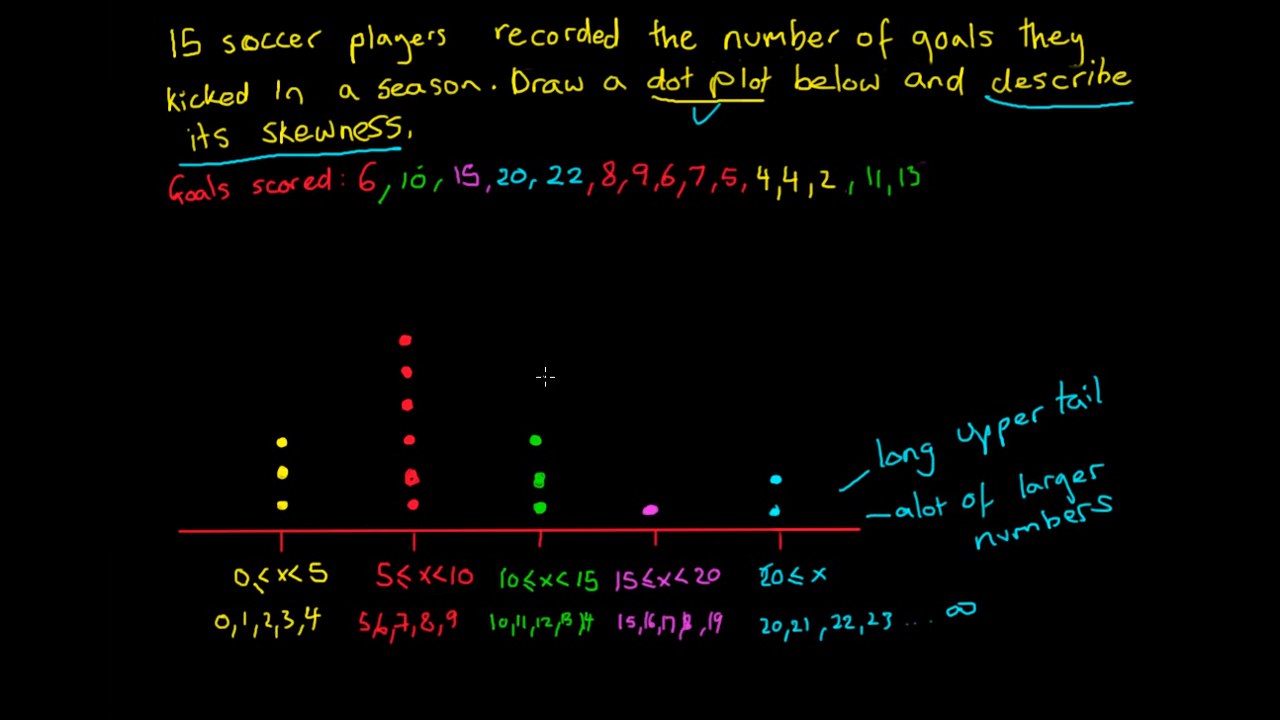 15 soccer players recorded the number of goals they
kicked in a season. Draw a dot plot below and describe
its skewness.
Goals scored: 6, 10, 15, 20, 22, 8, 9, 6, 7, 5, 4, 4, 2, 11, 13
long upper tail
- alot of larger
numbers
0 ≤ x < 5 5 ≤ x < 10 10 ≤ x < 15 15 ≤ x < 20 20 ≤ x
0, 1, 2, 3, 4 5, 6, 7, 8, 9 10, 11, 12, 13, 14 15, 16, 17, 18, 19 20, 21, 22, 23 ... ∞